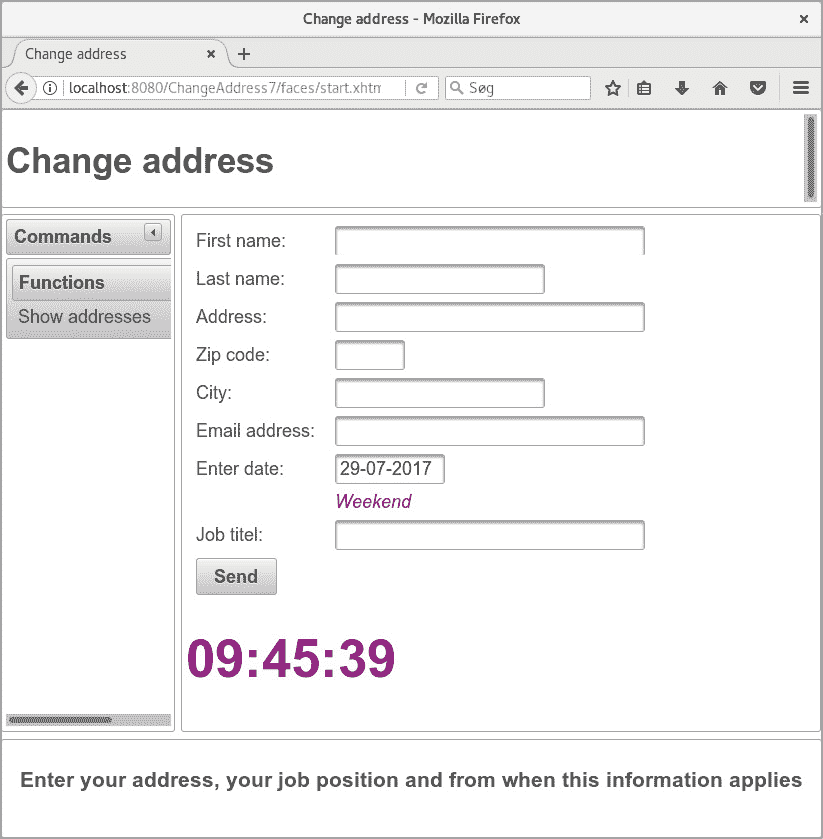 Change address - Mozilla Firefox
Change address
localhost:8080/ChangeAddress7/faces/start.xhtm
Søg
Change address
Commands
Functions
Show addresses
First name:
Last name:
Address:
Zip code:
City:
Email address:
Enter date: 29-07-2017
Weekend
Job titel:
Send
09:45:39
Enter your address, your job position and from when this information applies